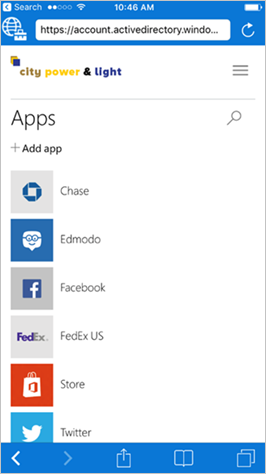 Search 10:46 AM
https://account.activedirectory.windo...
city power & light
Apps
Add app
Chase
Edmodo
Facebook
FedEx US
FedEx
Store
Twitter